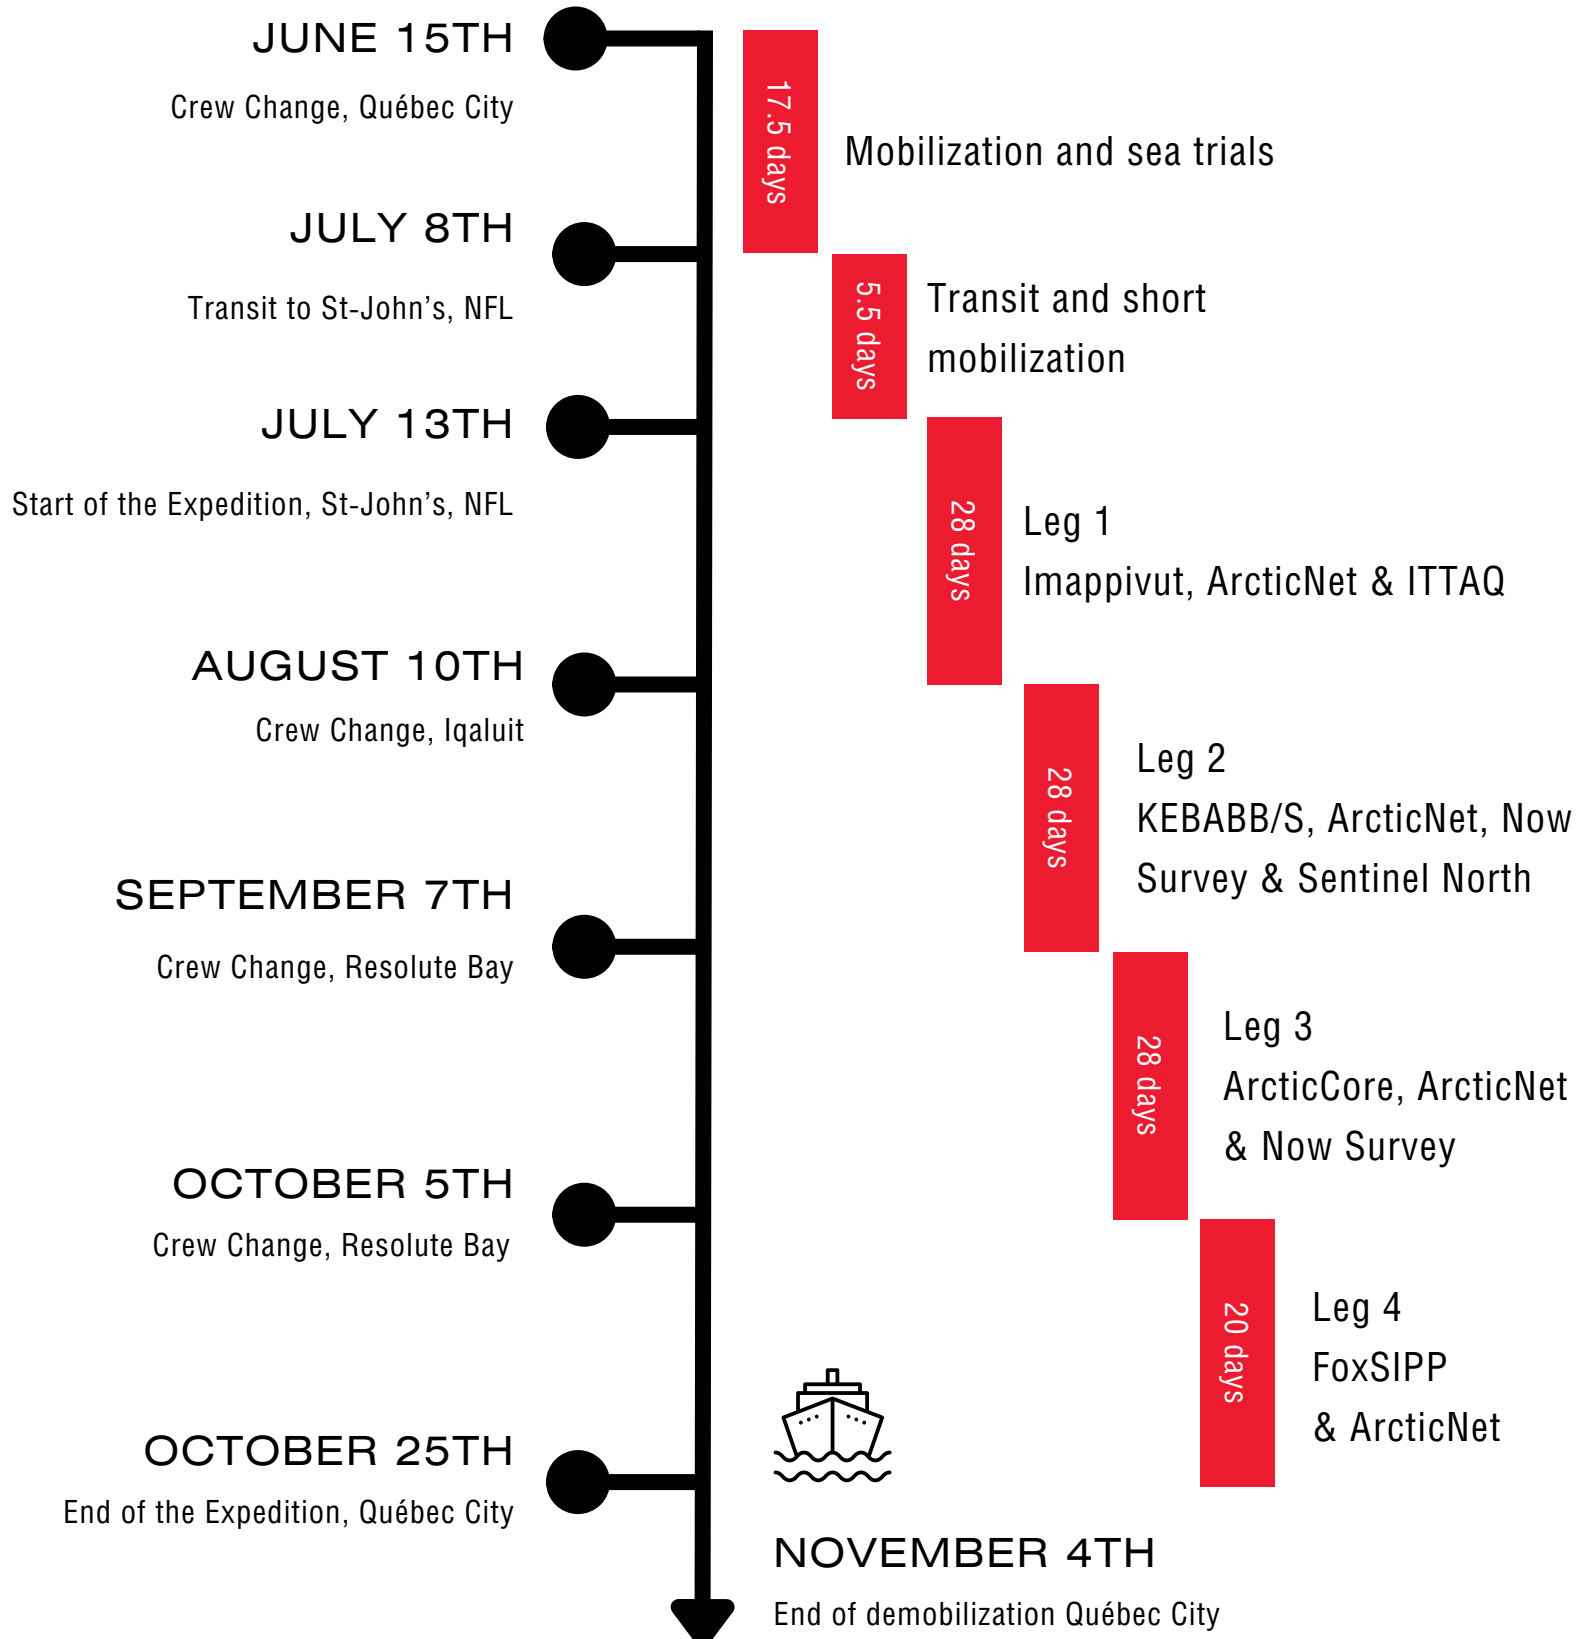 JUNE 15TH
Crew Change, Québec City
17.5 days
Mobilization and sea trials
JULY 8TH
Transit to St-John's, NFL
5.5 days
Transit and short
mobilization
JULY 13TH
Start of the Expedition, St-John's, NFL
28 days
Leg 1
Imappivut, ArcticNet & ITTAQ
AUGUST 10TH
Crew Change, Iqaluit
28 days
Leg 2
KEBABB/S, ArcticNet, Now
Survey & Sentinel North
SEPTEMBER 7TH
Crew Change, Resolute Bay
28 days
Leg 3
ArcticCore, ArcticNet
& Now Survey
OCTOBER 5TH
Crew Change, Resolute Bay
20 days
Leg 4
FoxSIPP
& ArcticNet
OCTOBER 25TH
End of the Expedition, Québec City
NOVEMBER 4TH
End of demobilization Québec City